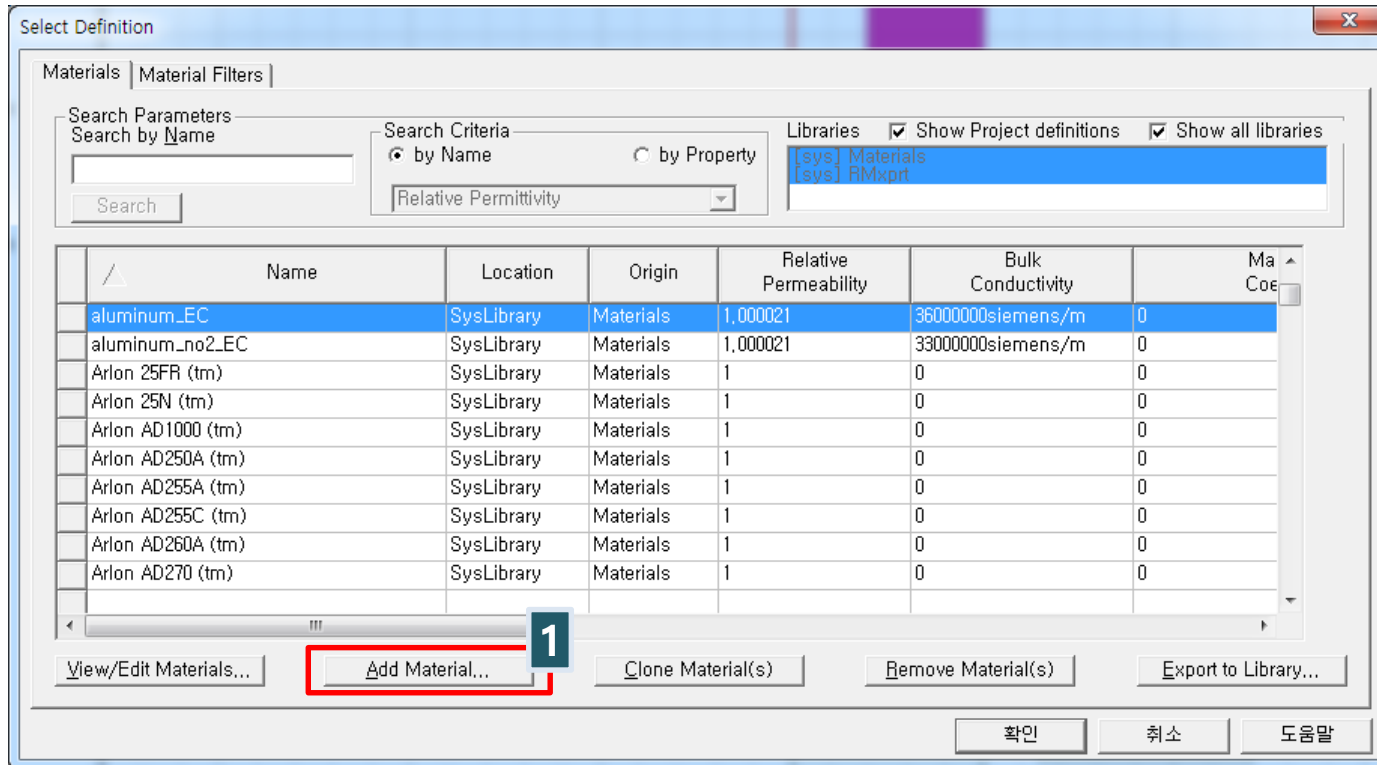 Select Definition
Materials
Material Filters
Search Parameters
Search by Name
Search
Search Criteria
by Name
by Property
Relative Permittivity
Libraries
Show Project definitions
Show all libraries
[sys] Materials
[sys] RMxprt
Name Location Origin Relative Permeability Bulk Conductivity Ma Coe
aluminum_EC SysLibrary Materials 1,000021 36000000siemens/m 0
aluminum_no2_EC SysLibrary Materials 1,000021 33000000siemens/m 0
Arlon 25FR (tm) SysLibrary Materials 1 0 0
Arlon 25N (tm) SysLibrary Materials 1 0 0
Arlon AD1000 (tm) SysLibrary Materials 1 0 0
Arlon AD250A (tm) SysLibrary Materials 1 0 0
Arlon AD255A (tm) SysLibrary Materials 1 0 0
Arlon AD255C (tm) SysLibrary Materials 1 0 0
Arlon AD260A (tm) SysLibrary Materials 1 0 0
Arlon AD270 (tm) SysLibrary Materials 1 0 0
1
View/Edit Materials,,, Add Material,,, Clone Material(s) Remove Material(s) Export to Library,,,
확인 취소 도움말